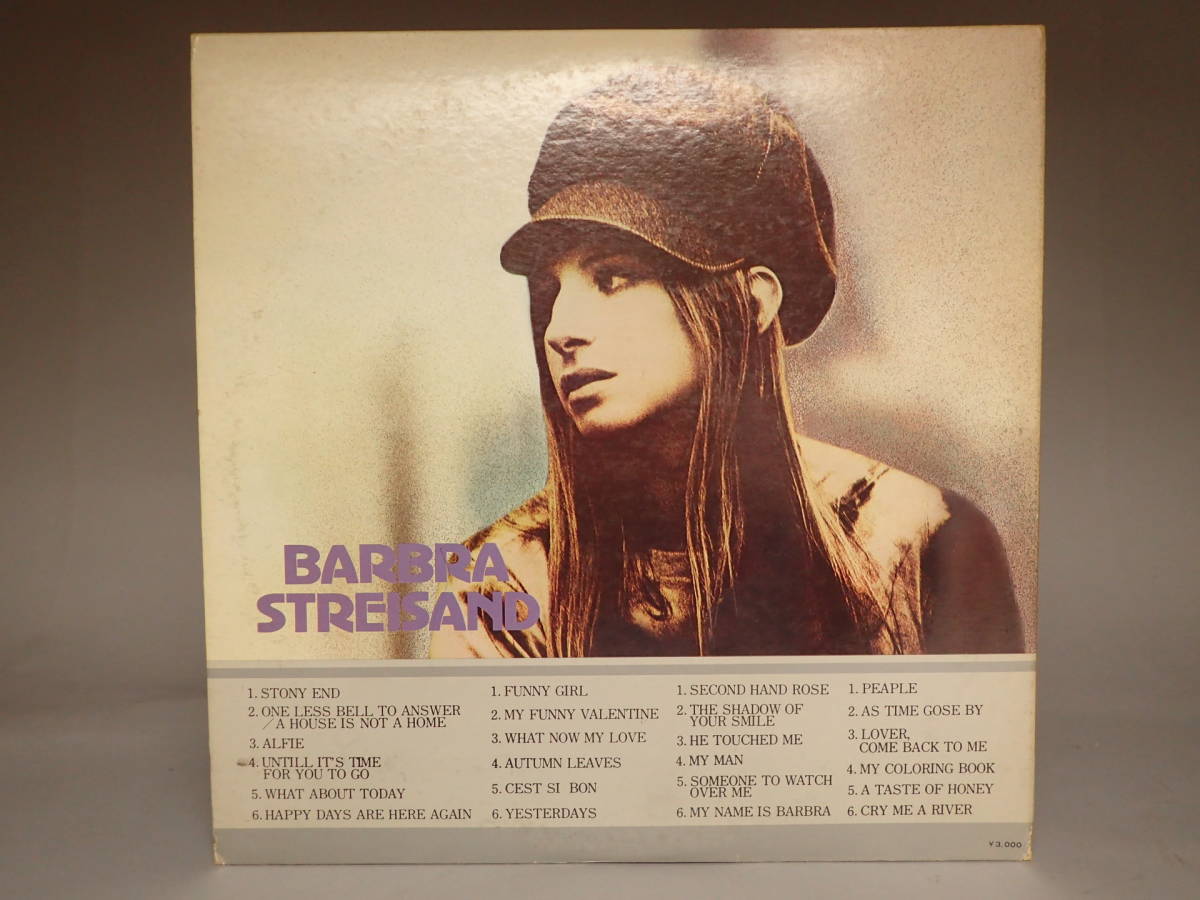 BARBRA
STREISAND
1. STONY END
2. ONE LESS BELL TO ANSWER
／A HOUSE IS NOT A HOME
3. ALFIE
4. UNTILL IT'S TIME
FOR YOU TO GO
5. WHAT ABOUT TODAY
6. HAPPY DAYS ARE HERE AGAIN
1. FUNNY GIRL
2. MY FUNNY VALENTINE
3. WHAT NOW MY LOVE
4. AUTUMN LEAVES
5. CEST SI BON
6. YESTERDAYS
1. SECOND HAND ROSE
2. THE SHADOW OF
YOUR SMILE
3. HE TOUCHED ME
4. MY MAN
5. SOMEONE TO WATCH
OVER ME
6. MY NAME IS BARBRA
1. PEAPLE
2. AS TIME GOSE BY
3. LOVER,
COME BACK TO ME
4. MY COLORING BOOK
5. A TASTE OF HONEY
6. CRY ME A RIVER
¥3,000